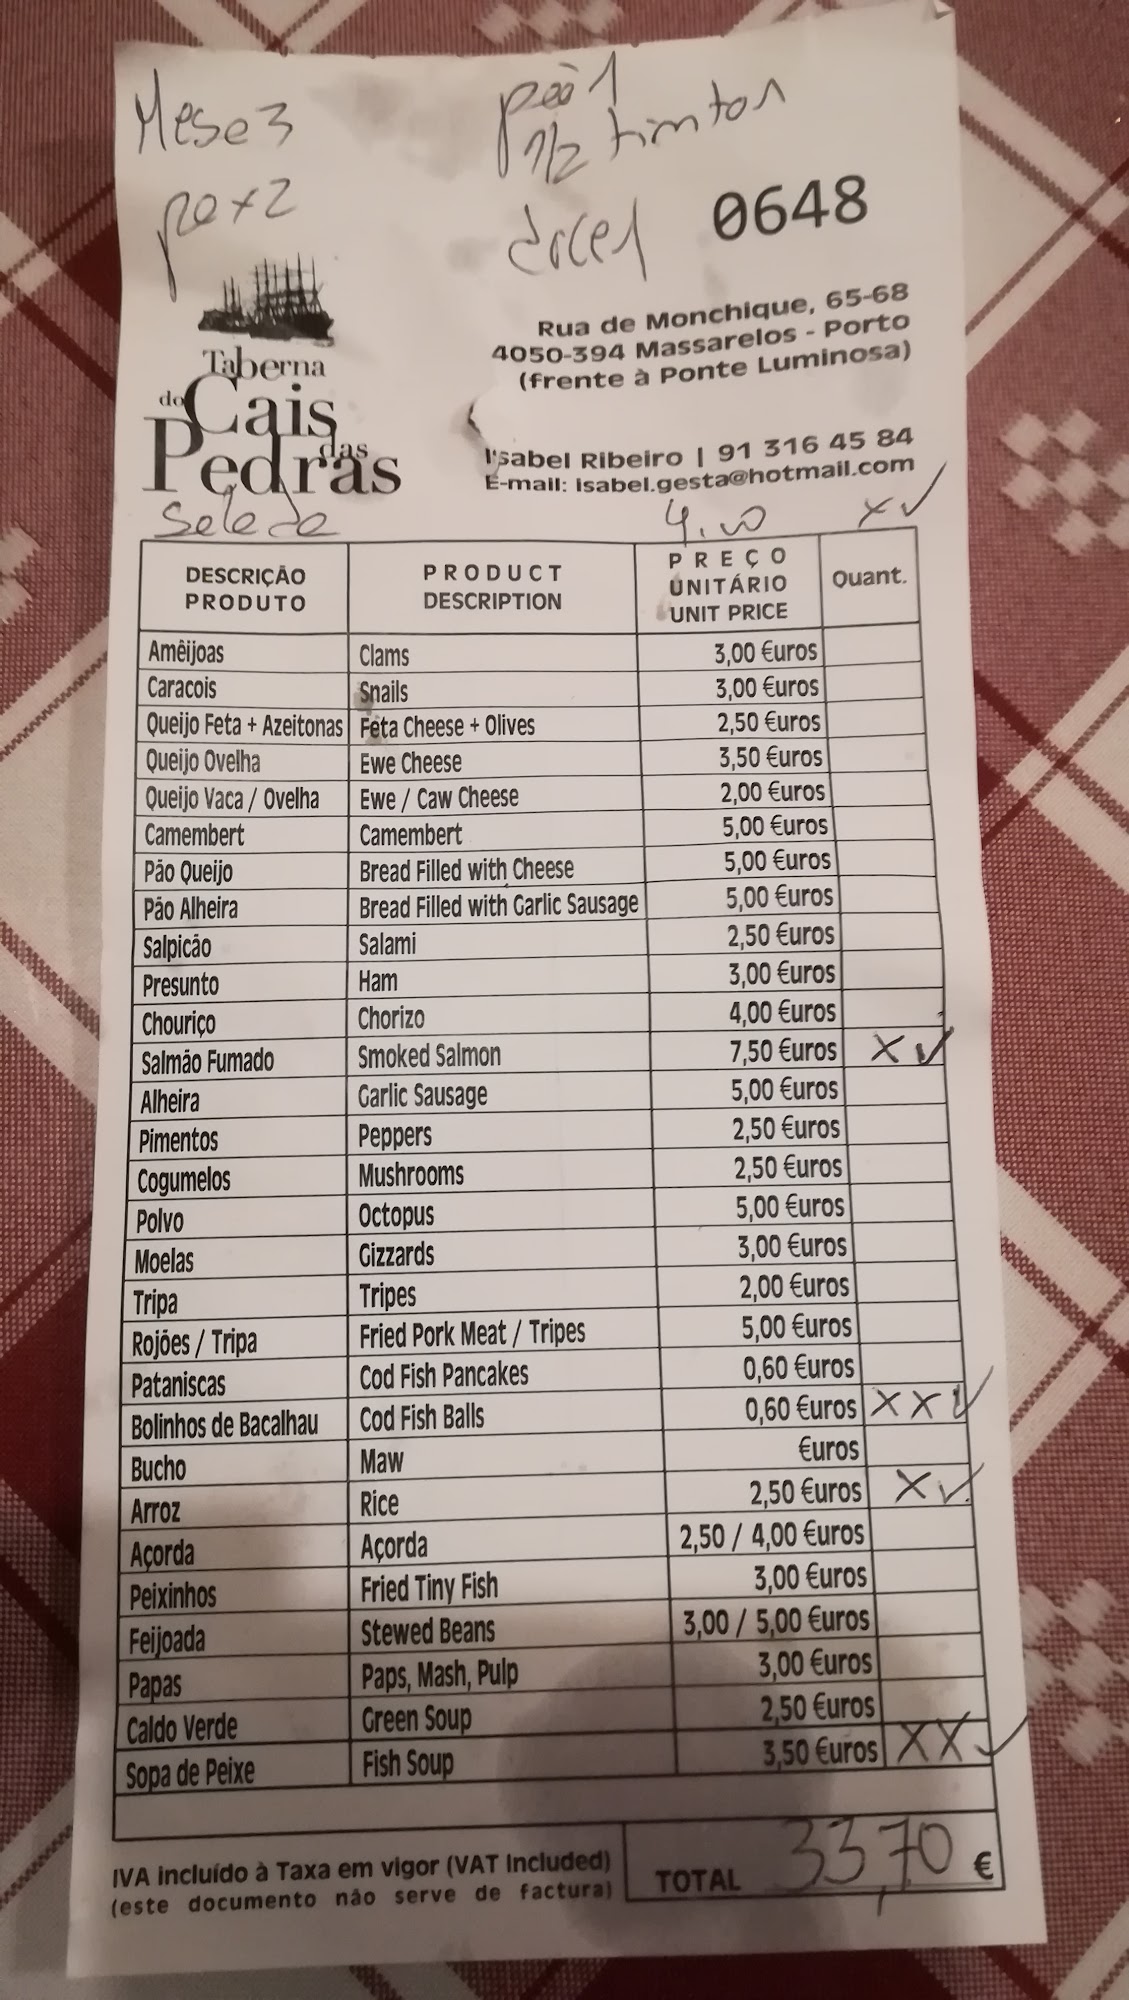 Mesa 3
pão 1
1/2 tinto 1
doce 1
0648
Rua de Monchique, 65-68
4050-394 Massarelos - Porto
(frente à Ponte Luminosa)
Taberna
do Cais
das
Pedras
Isabel Ribeiro | 91 316 45 84
E-mail: isabel.gesta@hotmail.com
Salada 4,00 X ✓
DESCRIÇÃO PRODUTO PRODUCT DESCRIPTION PREÇO UNITÁRIO UNIT PRICE Quant.
Amêijoas Clams 3,00 €uros
Caracois Snails 3,00 €uros
Queijo Feta + Azeitonas Feta Cheese + Olives 2,50 €uros
Queijo Ovelha Ewe Cheese 3,50 €uros
Queijo Vaca / Ovelha Ewe / Caw Cheese 2,00 €uros
Camembert Camembert 5,00 €uros
Pão Queijo Bread Filled with Cheese 5,00 €uros
Pão Alheira Bread Filled with Garlic Sausage 5,00 €uros
Salpicão Salami 2,50 €uros
Presunto Ham 3,00 €uros
Chouriço Chorizo 4,00 €uros
Salmão Fumado Smoked Salmon 7,50 €uros X ✓
Alheira Garlic Sausage 5,00 €uros
Pimentos Peppers 2,50 €uros
Cogumelos Mushrooms 2,50 €uros
Polvo Octopus 5,00 €uros
Moelas Gizzards 3,00 €uros
Tripa Tripes 2,00 €uros
Rojões / Tripa Fried Pork Meat / Tripes 5,00 €uros
Pataniscas Cod Fish Pancakes 0,60 €uros
Bolinhos de Bacalhau Cod Fish Balls 0,60 €uros X X ✓
Bucho Maw €uros
Arroz Rice 2,50 €uros X ✓
Açorda Açorda 2,50 / 4,00 €uros
Peixinhos Fried Tiny Fish 3,00 €uros
Feijoada Stewed Beans 3,00 / 5,00 €uros
Papas Paps, Mash, Pulp 3,00 €uros
Caldo Verde Green Soup 2,50 €uros
Sopa de Peixe Fish Soup 3,50 €uros X X ✓
IVA incluído à Taxa em vigor (VAT Included)
(este documento não serve de factura)
TOTAL 33,70 €